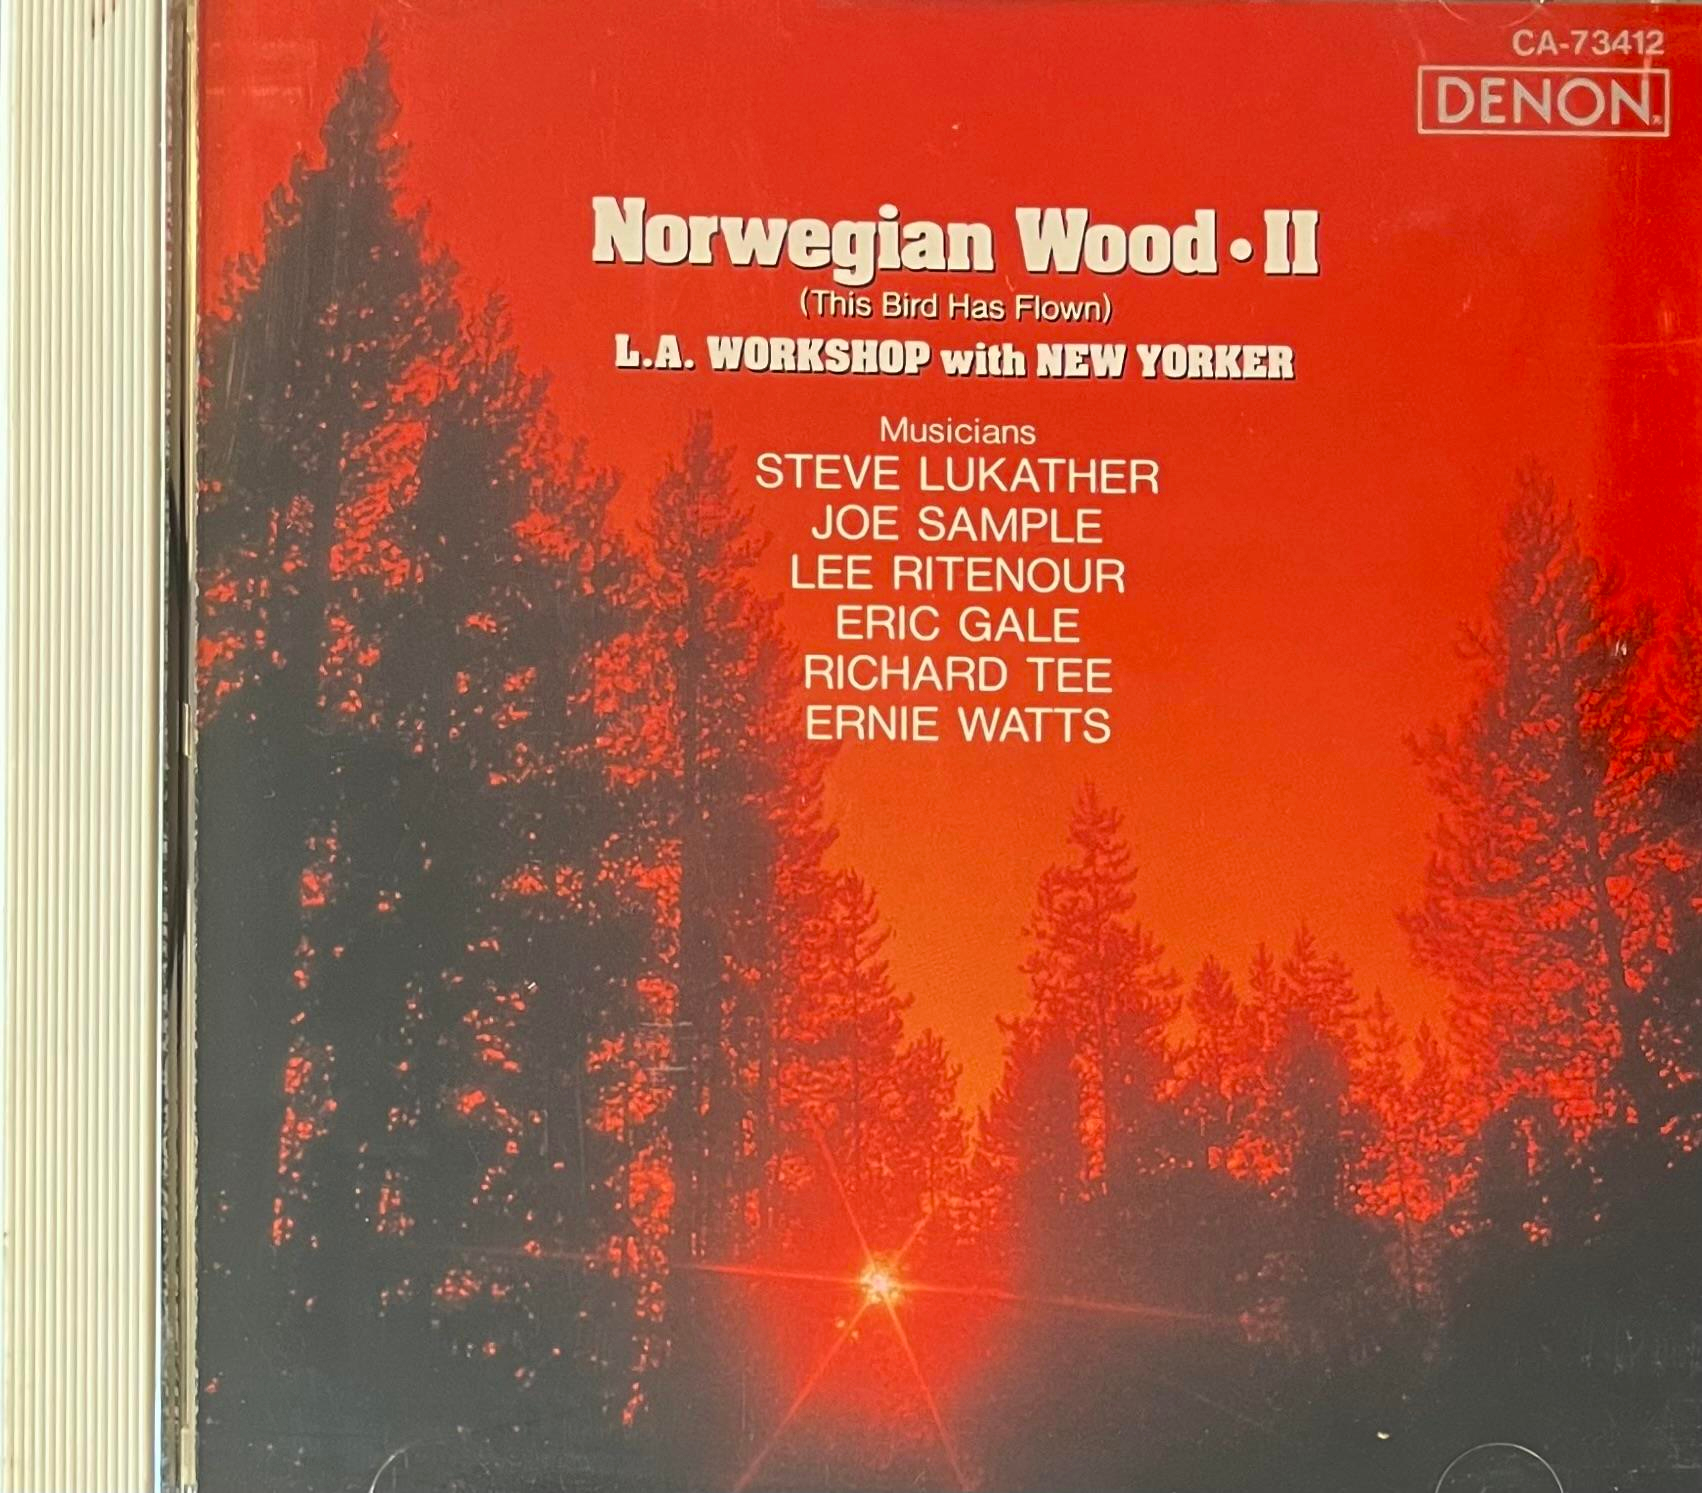 CA-73412
DENON
Norwegian Wood • II
(This Bird Has Flown)
L.A. WORKSHOP with NEW YORKER
Musicians
STEVE LUKATHER
JOE SAMPLE
LEE RITENOUR
ERIC GALE
RICHARD TEE
ERNIE WATTS